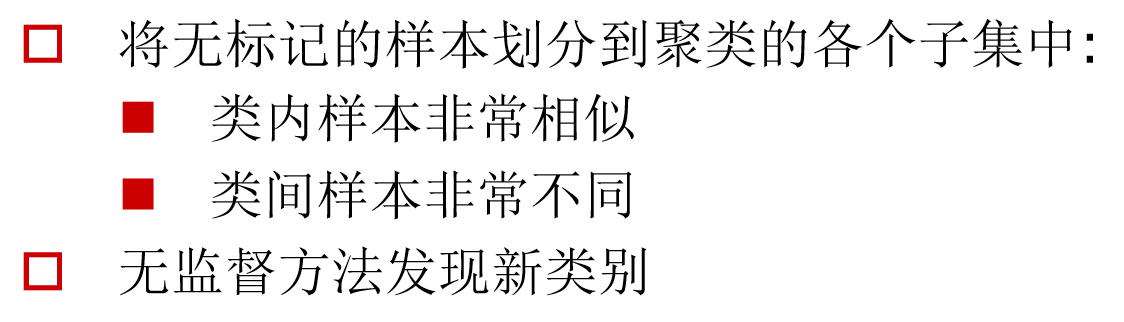 将无标记的样本划分到聚类的各个子集中:
类内样本非常相似
类间样本非常不同
无监督方法发现新类别